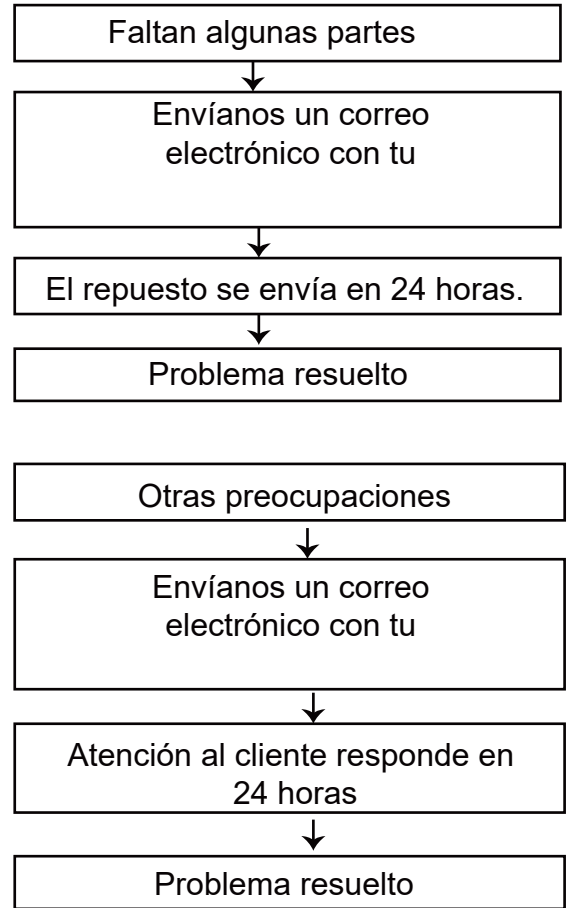 Faltan algunas partes
Envíanos un correo
electrónico con tu
El repuesto se envía en 24 horas.
Problema resuelto
Otras preocupaciones
Envíanos un correo
electrónico con tu
Atención al cliente responde en
24 horas
Problema resuelto